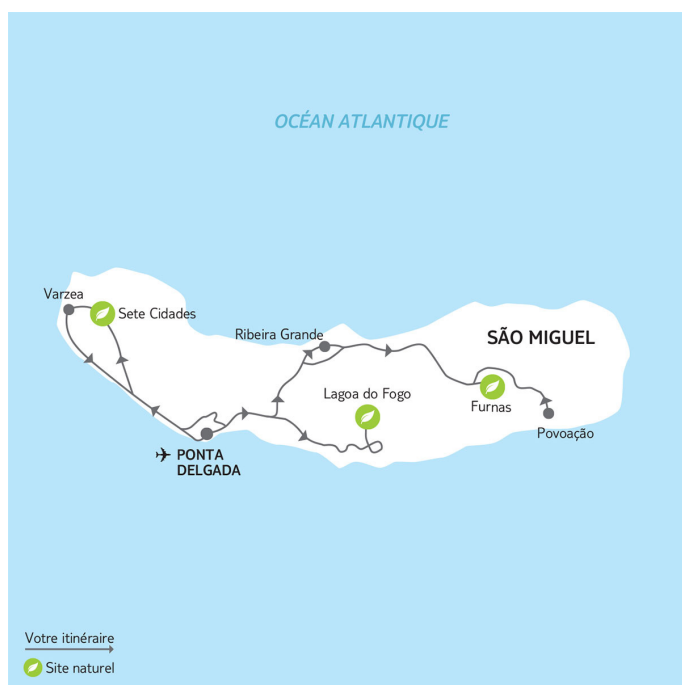 OCÉAN ATLANTIQUE
Varzea
Sete Cidades
Ribeira Grande
SÃO MIGUEL
Lagoa do Fogo
Furnas
Povoação
PONTA
DELGADA
Votre itinéraire
Site naturel